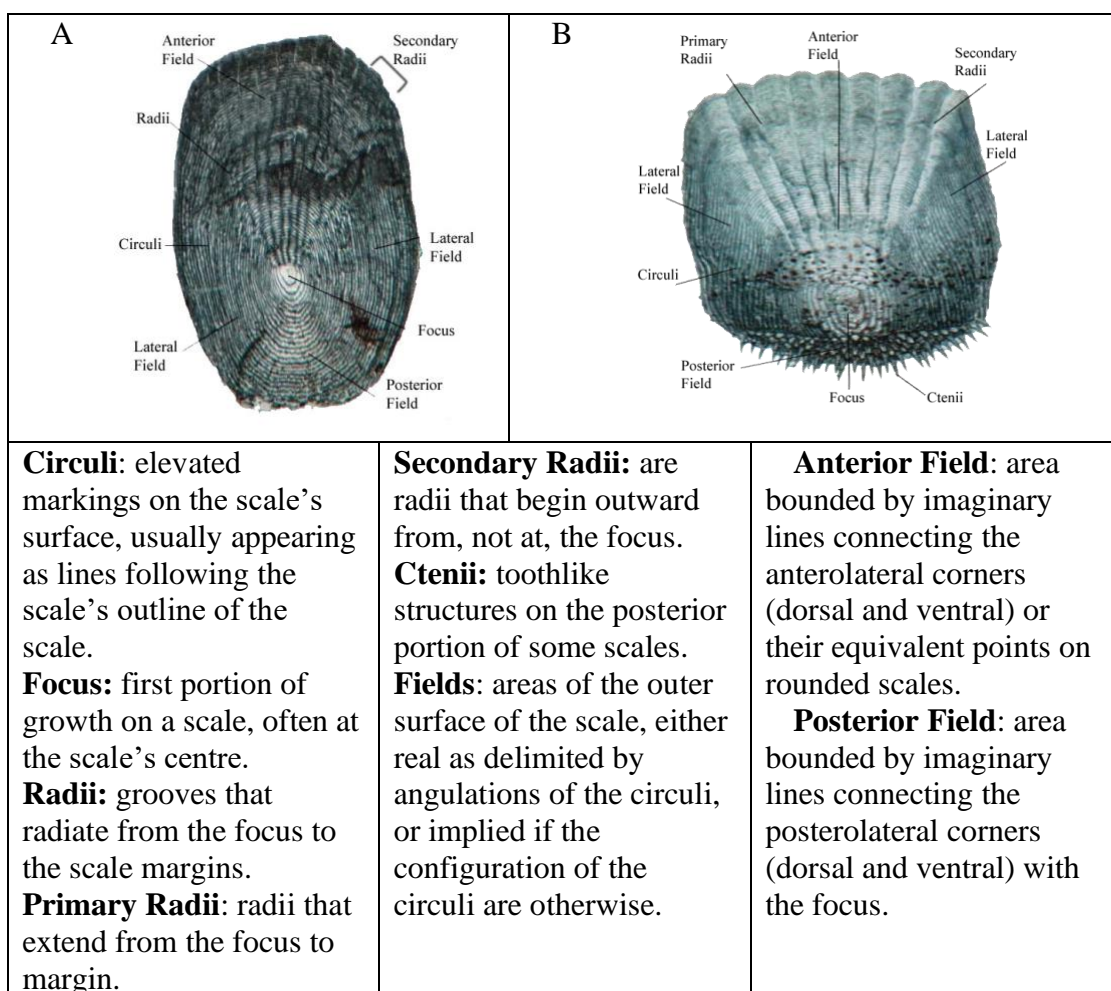 A
Anterior
Field
Secondary
Radii
Radii
Circuli
Lateral
Field
Focus
Lateral
Field
Posterior
Field
B
Primary
Radii
Anterior
Field
Secondary
Radii
Lateral
Field
Lateral
Field
Circuli
Posterior
Field
Focus
Ctenii
Circuli: elevated
markings on the scale’s
surface, usually appearing
as lines following the
scale’s outline of the
scale.
Focus: first portion of
growth on a scale, often at
the scale’s centre.
Radii: grooves that
radiate from the focus to
the scale margins.
Primary Radii: radii that
extend from the focus to
margin.
Secondary Radii: are
radii that begin outward
from, not at, the focus.
Ctenii: toothlike
structures on the posterior
portion of some scales.
Fields: areas of the outer
surface of the scale, either
real as delimited by
angulations of the circuli,
or implied if the
configuration of the
circuli are otherwise.
Anterior Field: area
bounded by imaginary
lines connecting the
anterolateral corners
(dorsal and ventral) or
their equivalent points on
rounded scales.
Posterior Field: area
bounded by imaginary
lines connecting the
posterolateral corners
(dorsal and ventral) with
the focus.